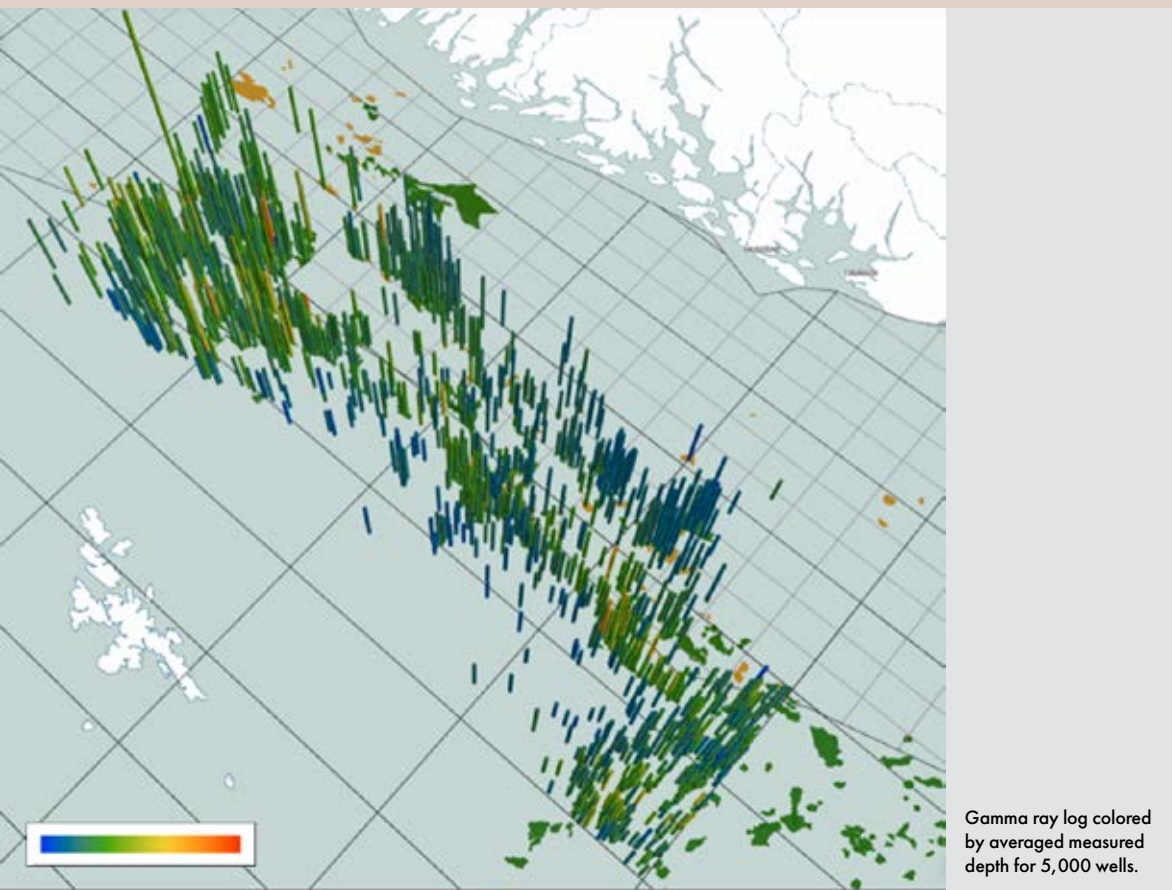 Gamma ray log colored
by averaged measured
depth for 5,000 wells.